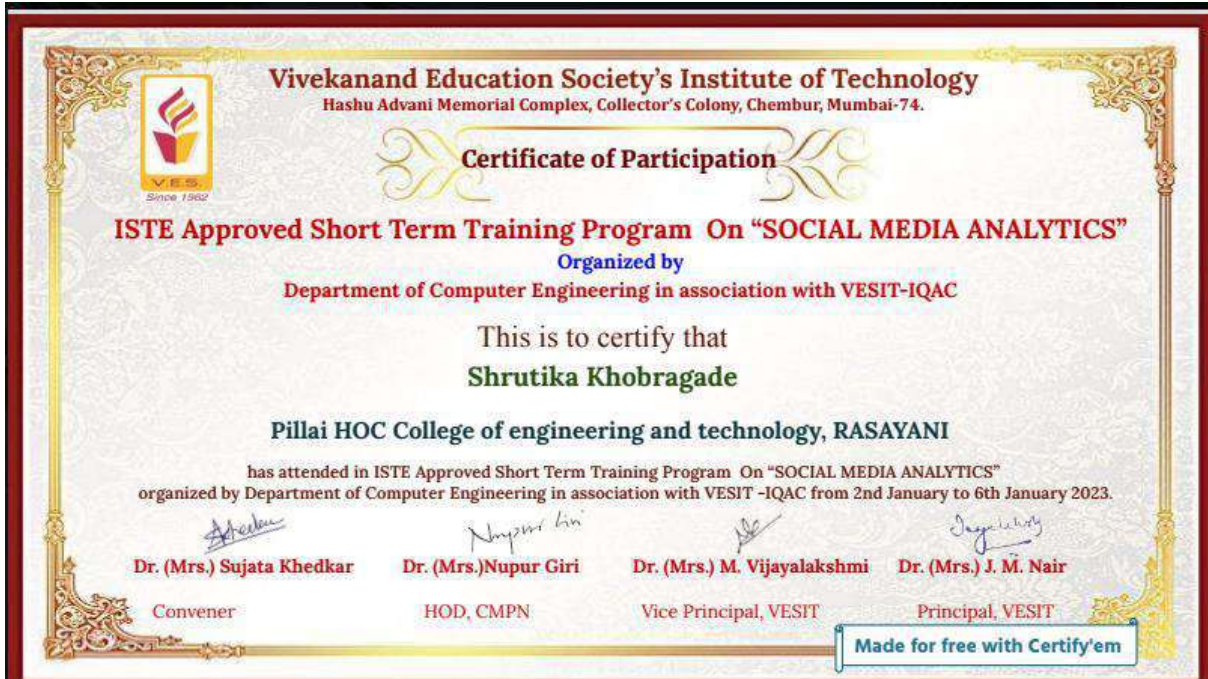 Vivekanand Education Society's Institute of Technology
Hashu Advani Memorial Complex, Collector's Colony, Chembur, Mumbai-74.
V.E.S.
Since 1962
Certificate of Participation
ISTE Approved Short Term Training Program On “SOCIAL MEDIA ANALYTICS”
Organized by
Department of Computer Engineering in association with VESIT-IQAC
This is to certify that
Shrutika Khobragade
Pillai HOC College of engineering and technology, RASAYANI
has attended in ISTE Approved Short Term Training Program On “SOCIAL MEDIA ANALYTICS”
organized by Department of Computer Engineering in association with VESIT -IQAC from 2nd January to 6th January 2023.
Dr. (Mrs.) Sujata Khedkar Dr. (Mrs.)Nupur Giri Dr. (Mrs.) M. Vijayalakshmi Dr. (Mrs.) J. M. Nair
Convener HOD, CMPN Vice Principal, VESIT Principal, VESIT
Made for free with Certify'em